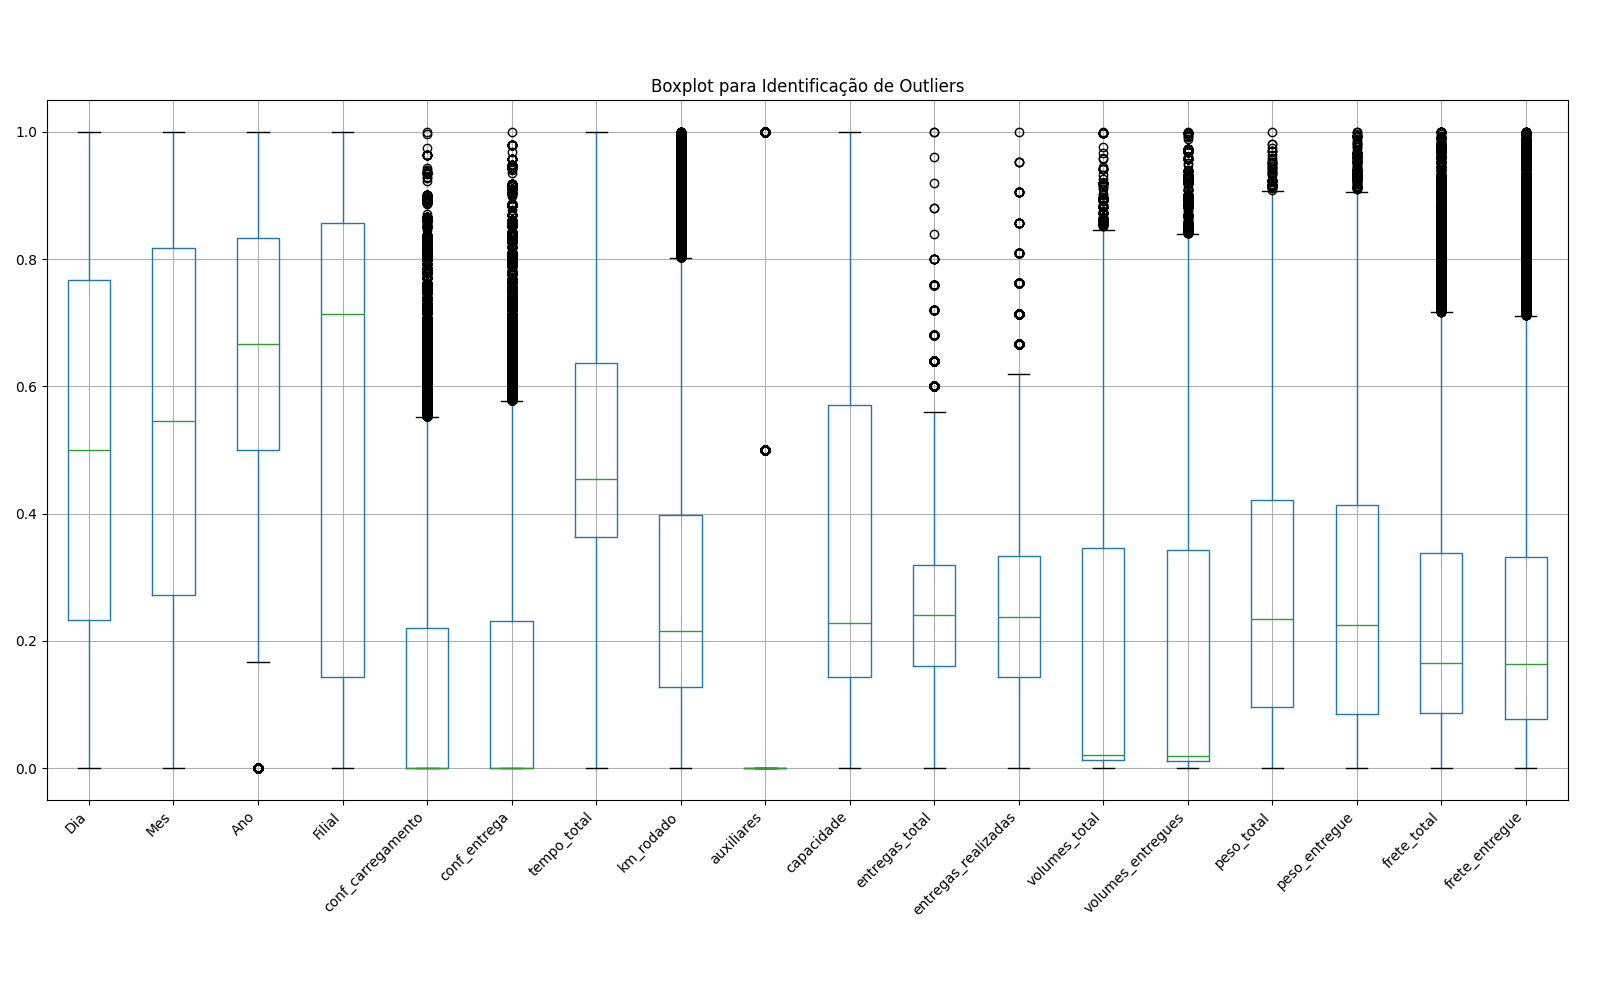 Boxplot para Identificação de Outliers
1.0
0.8
0.6
0.4
0.2
0.0
Dia
Mes
Ano
Filial
conf_carregamento
conf_entrega
tempo_total
km_rodado
auxiliares
capacidade
entregas_total
entregas_realizadas
volumes_total
volumes_entregues
peso_total
peso_entregue
frete_total
frete_entregue